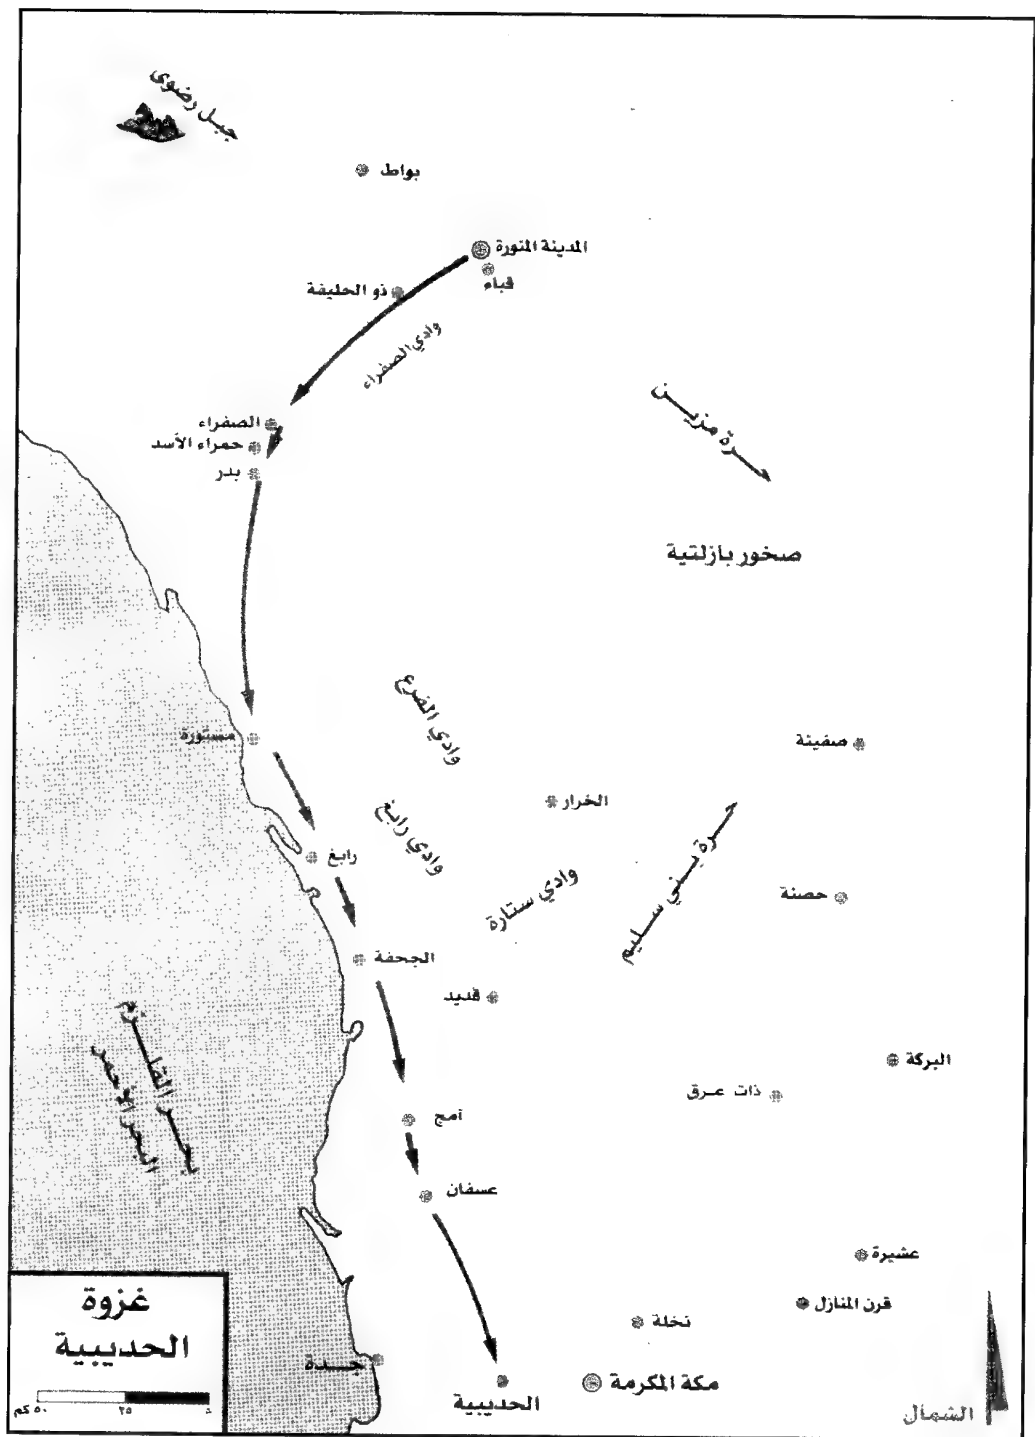 جبل رضوى
بواط
المدينة المنورة
قباء
ذو الحليفة
وادي الصفراء
الصفراء
حمراء الأسد
بدر
حرة مزين
صخور بازلتية
وادي الفرع
مستورة
صفينة
الخرار
وادي رابغ
رابغ
حرة بني سليم
وادي ستارة
حصنة
الجحفة
قديد
بحر القلزم
البحر الأحمر
البركة
ذات عرق
أمج
عسفان
عشيرة
قرن المنازل
نخلة
غزوة
الحديبية
جدة
مكة المكرمة
الحديبية
الشمال
٥٠ كم ٢٥